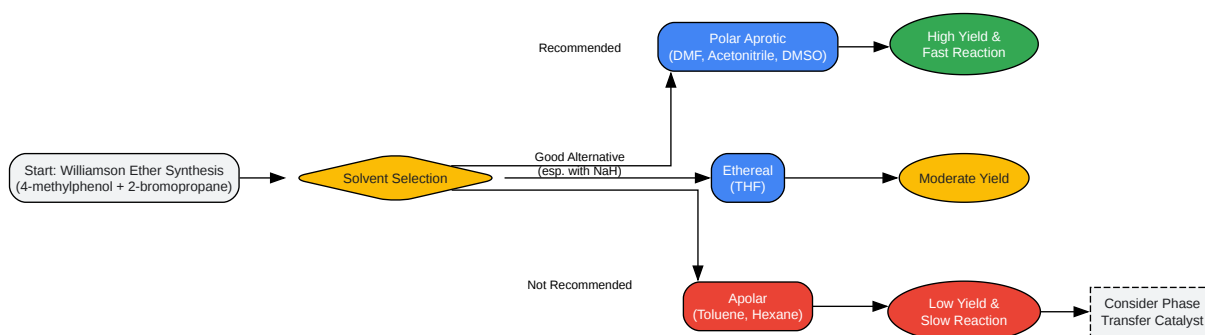 Recommended
Polar Aprotic
(DMF, Acetonitrile, DMSO)
High Yield &
Fast Reaction
Start: Williamson Ether Synthesis
(4-methylphenol + 2-bromopropane)
Solvent Selection
Good Alternative
(esp. with NaH)
Ethereal
(THF)
Moderate Yield
Not Recommended
Apolar
(Toluene, Hexane)
Low Yield &
Slow Reaction
Consider Phase
Transfer Catalyst